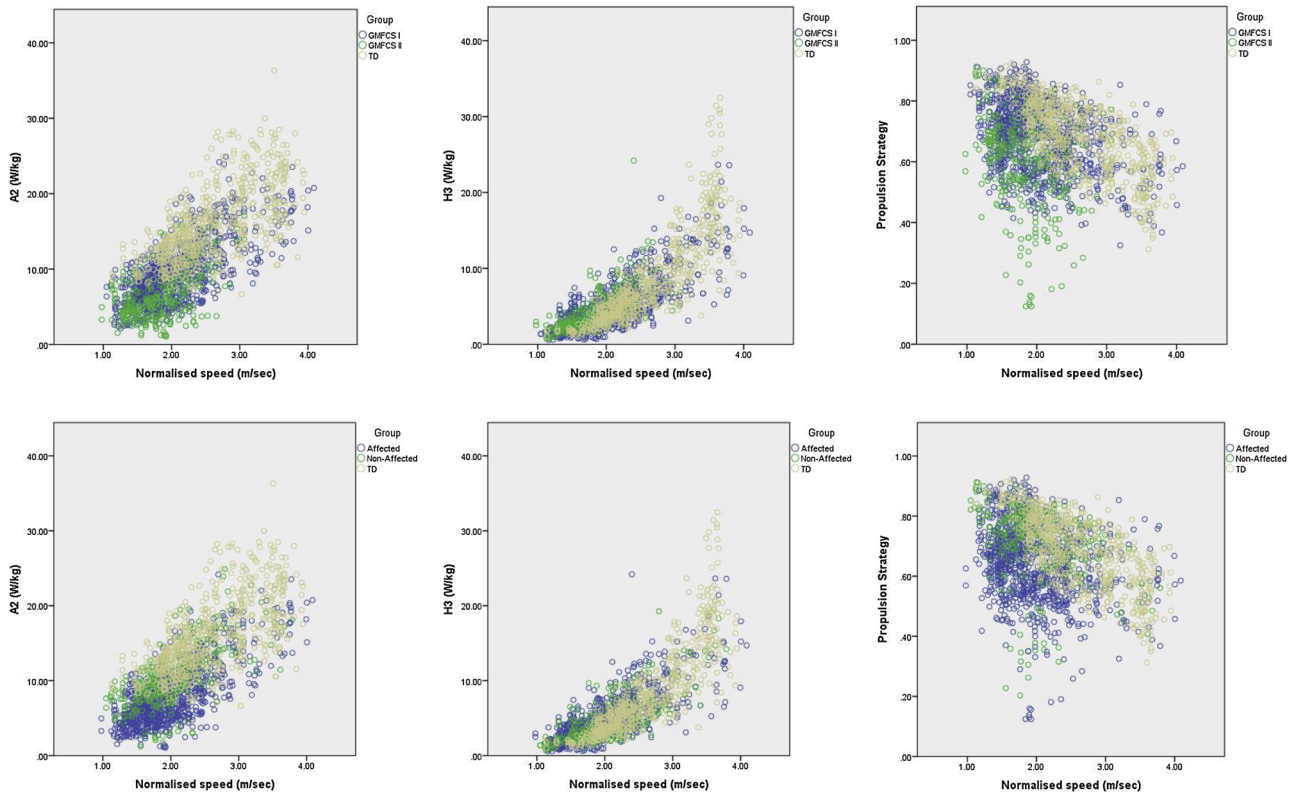 Group
GMFCS I
GMFCS II
TD
40.00
30.00
20.00
10.00
.00
A2 (W/kg)
1.00 2.00 3.00 4.00
Normalised speed (m/sec)
Group
GMFCS I
GMFCS II
TD
40.00
30.00
20.00
10.00
.00
H3 (W/kg)
1.00 2.00 3.00 4.00
Normalised speed (m/sec)
Group
GMFCS I
GMFCS II
TD
1.00
.80
.60
.40
.20
.00
Propulsion Strategy
1.00 2.00 3.00 4.00
Normalised speed (m/sec)
Group
Affected
Non-Affected
TD
40.00
30.00
20.00
10.00
.00
A2 (W/kg)
1.00 2.00 3.00 4.00
Normalised speed (m/sec)
Group
Affected
Non-Affected
TD
40.00
30.00
20.00
10.00
.00
H3 (W/kg)
1.00 2.00 3.00 4.00
Normalised speed (m/sec)
Group
Affected
Non-Affected
TD
1.00
.80
.60
.40
.20
.00
Propulsion Strategy
1.00 2.00 3.00 4.00
Normalised speed (m/sec)